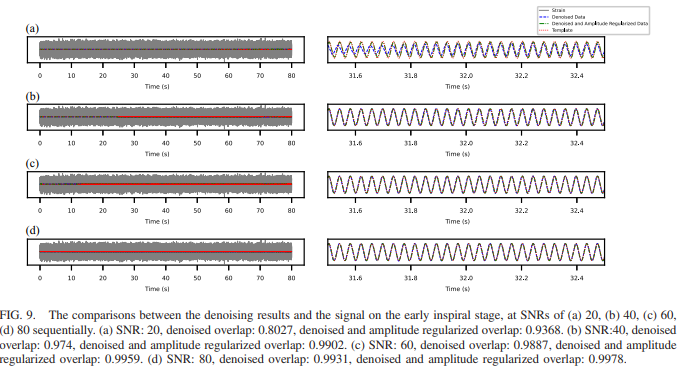 Strain
Denoised Data
Denoised and Amplitude Regularized Data
Template
(a)
0 10 20 30 40 50 60 70 80
Time (s)
31.6 31.8 32.0 32.2 32.4
Time (s)
(b)
0 10 20 30 40 50 60 70 80
Time (s)
31.6 31.8 32.0 32.2 32.4
Time (s)
(c)
0 10 20 30 40 50 60 70 80
Time (s)
31.6 31.8 32.0 32.2 32.4
Time (s)
(d)
0 10 20 30 40 50 60 70 80
Time (s)
31.6 31.8 32.0 32.2 32.4
Time (s)
FIG. 9. The comparisons between the denoising results and the signal on the early inspiral stage, at SNRs of (a) 20, (b) 40, (c) 60,
(d) 80 sequentially. (a) SNR: 20, denoised overlap: 0.8027, denoised and amplitude regularized overlap: 0.9368. (b) SNR:40, denoised
overlap: 0.974, denoised and amplitude regularized overlap: 0.9902. (c) SNR: 60, denoised overlap: 0.9887, denoised and amplitude
regularized overlap: 0.9959. (d) SNR: 80, denoised overlap: 0.9931, denoised and amplitude regularized overlap: 0.9978.